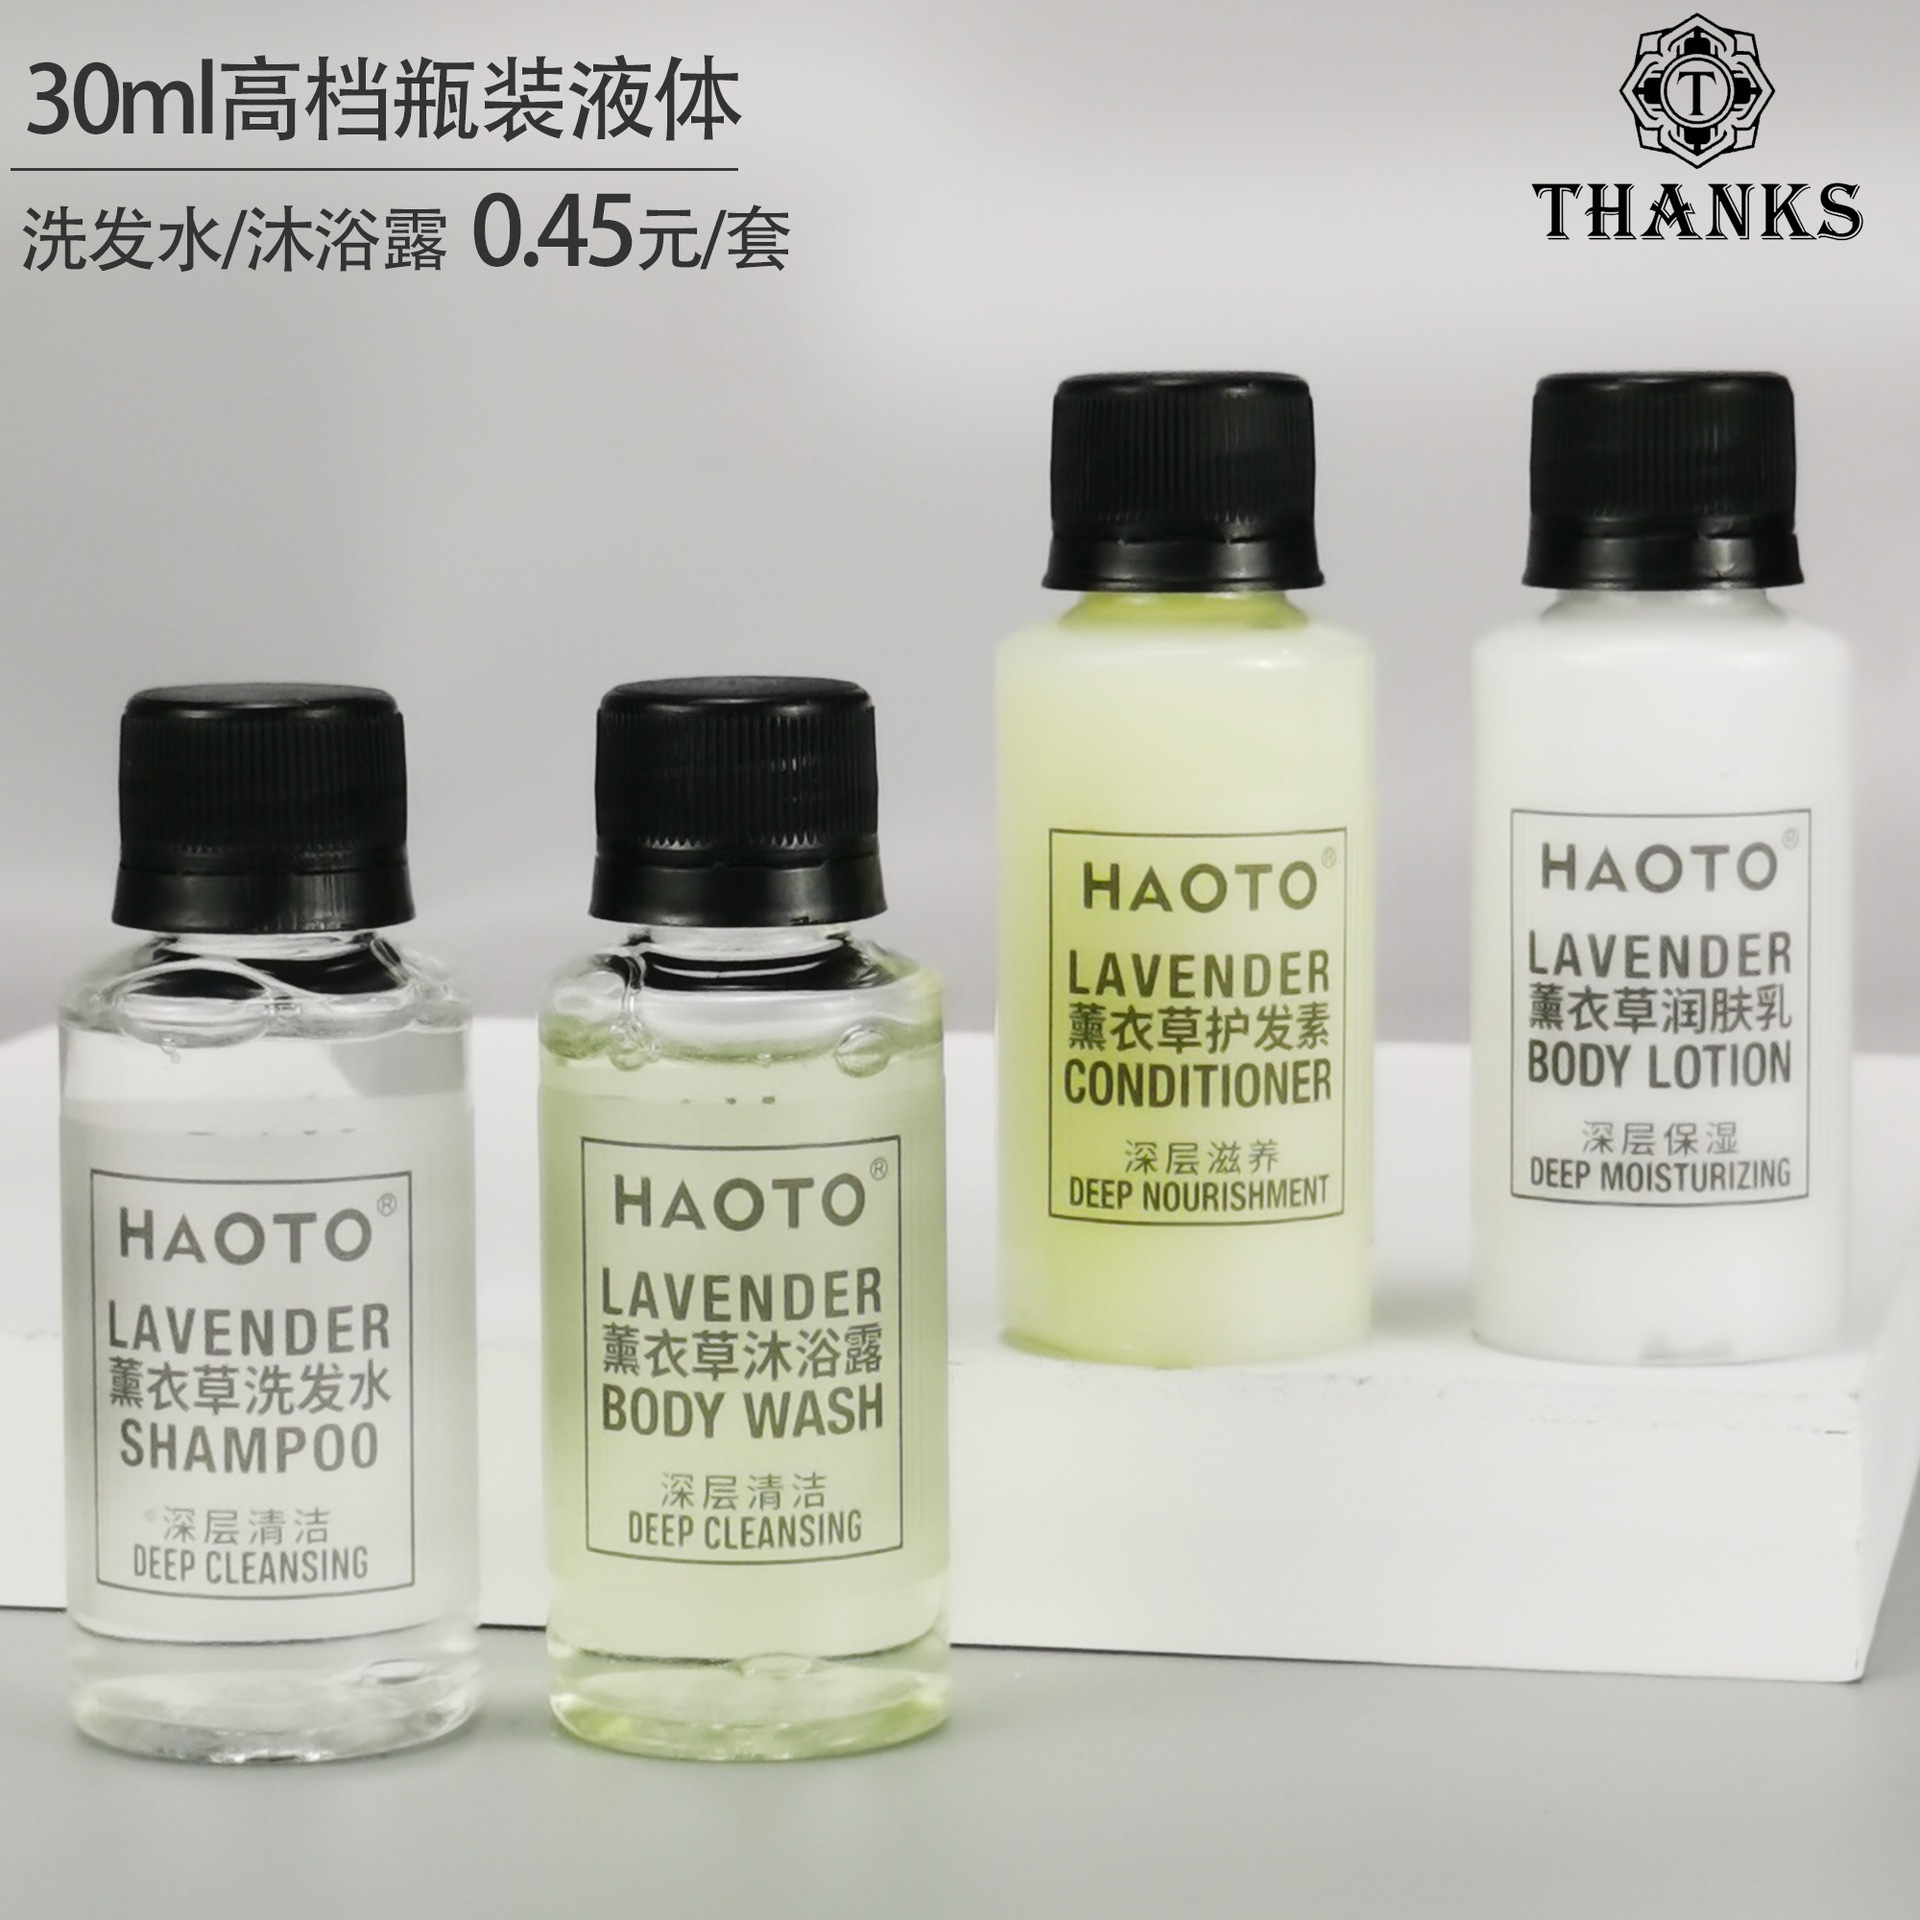 30ml高档瓶装液体
洗发水/沐浴露 0.45元/套
T
THANKS
HAOTO®
LAVENDER
薰衣草洗发水
SHAMPOO
深层清洁
DEEP CLEANSING
HAOTO®
LAVENDER
薰衣草沐浴露
BODY WASH
深层清洁
DEEP CLEANSING
HAOTO®
LAVENDER
薰衣草护发素
CONDITIONER
深层滋养
DEEP NOURISHMENT
HAOTO®
LAVENDER
薰衣草润肤乳
BODY LOTION
深层保湿
DEEP MOISTURIZING